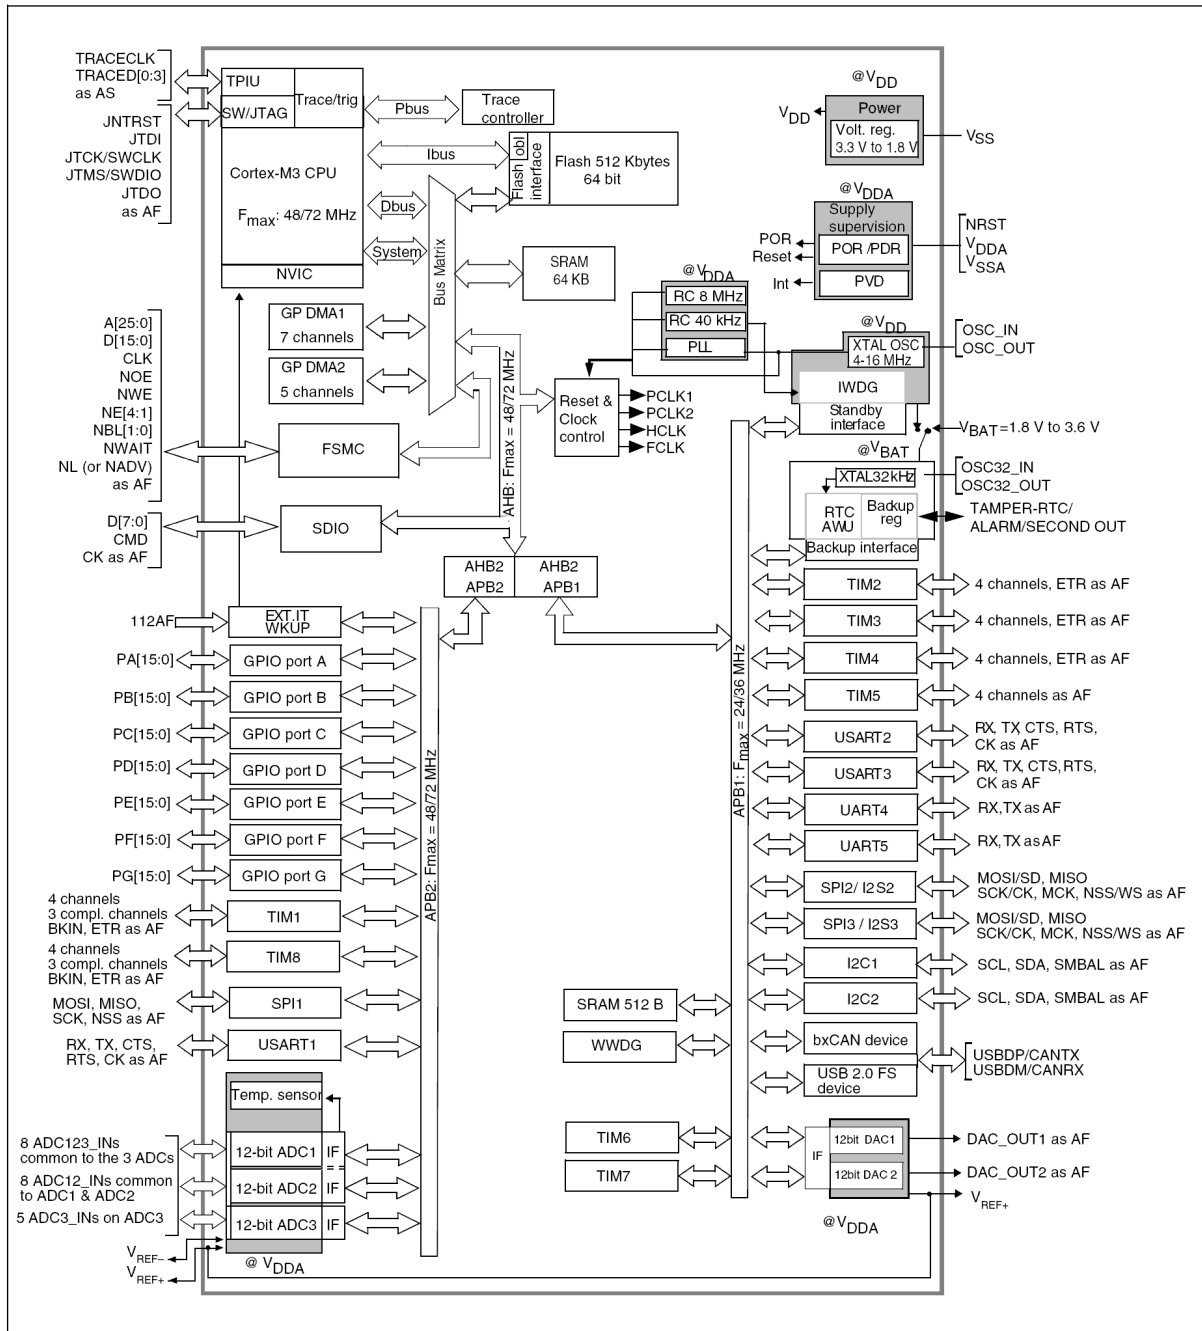 TRACECLK
TRACED[0:3]
as AS
JNTRST
JTDI
JTCK/SWCLK
JTMS/SWDIO
JTDO
as AF
TPIU
SW/JTAG
Trace/trig
Cortex-M3 CPU
Fmax: 48/72 MHz
NVIC
Pbus
Trace
controller
Ibus
Flash obl
interface
Flash 512 Kbytes
64 bit
Dbus
System
Bus Matrix
SRAM
64 KB
GP DMA1
7 channels
GP DMA2
5 channels
@VDD
Power
VDD
Volt. reg.
3.3 V to 1.8 V
VSS
@VDDA
Supply
supervision
POR
Reset
POR /PDR
Int
PVD
NRST
VDDA
VSSA
@VDDA
RC 8 MHz
RC 40 kHz
PLL
@VDD
XTAL OSC
4-16 MHz
OSC_IN
OSC_OUT
IWDG
Standby
interface
VBAT=1.8 V to 3.6 V
@VBAT
Reset &
Clock
control
PCLK1
PCLK2
HCLK
FCLK
A[25:0]
D[15:0]
CLK
NOE
NWE
NE[4:1]
NBL[1:0]
NWAIT
NL (or NADV)
as AF
FSMC
D[7:0]
CMD
CK as AF
SDIO
AHB: Fmax = 48/72 MHz
XTAL32kHz
OSC32_IN
OSC32_OUT
RTC
AWU
Backup
reg
TAMPER-RTC/
ALARM/SECOND OUT
Backup interface
AHB2
APB2
AHB2
APB1
112AF
EXT.IT
WKUP
PA[15:0]
GPIO port A
PB[15:0]
GPIO port B
PC[15:0]
GPIO port C
PD[15:0]
GPIO port D
PE[15:0]
GPIO port E
PF[15:0]
GPIO port F
PG[15:0]
GPIO port G
4 channels
3 compl. channels
BKIN, ETR as AF
TIM1
4 channels
3 compl. channels
BKIN, ETR as AF
TIM8
MOSI, MISO,
SCK, NSS as AF
SPI1
RX, TX, CTS,
RTS, CK as AF
USART1
Temp. sensor
8 ADC123_INs
common to the 3 ADCs
12-bit ADC1 IF
8 ADC12_INs common
to ADC1 & ADC2
12-bit ADC2 IF
5 ADC3_INs on ADC3
12-bit ADC3 IF
VREF–
VREF+
@ VDDA
APB2: Fmax = 48/72 MHz
APB1: Fmax = 24/36 MHz
TIM2
4 channels, ETR as AF
TIM3
4 channels, ETR as AF
TIM4
4 channels, ETR as AF
TIM5
4 channels as AF
USART2
RX, TX, CTS, RTS,
CK as AF
USART3
RX, TX, CTS, RTS,
CK as AF
UART4
RX,TX as AF
UART5
RX, TX as AF
SPI2/ I2S2
MOSI/SD, MISO
SCK/CK, MCK, NSS/WS as AF
SPI3 / I2S3
MOSI/SD, MISO
SCK/CK, MCK, NSS/WS as AF
I2C1
SCL, SDA, SMBAL as AF
I2C2
SCL, SDA, SMBAL as AF
SRAM 512 B
WWDG
bxCAN device
USB 2.0 FS
device
USBDP/CANTX
USBDM/CANRX
TIM6
TIM7
IF
12bit DAC1
DAC_OUT1 as AF
12bit DAC 2
DAC_OUT2 as AF
VREF+
@VDDA